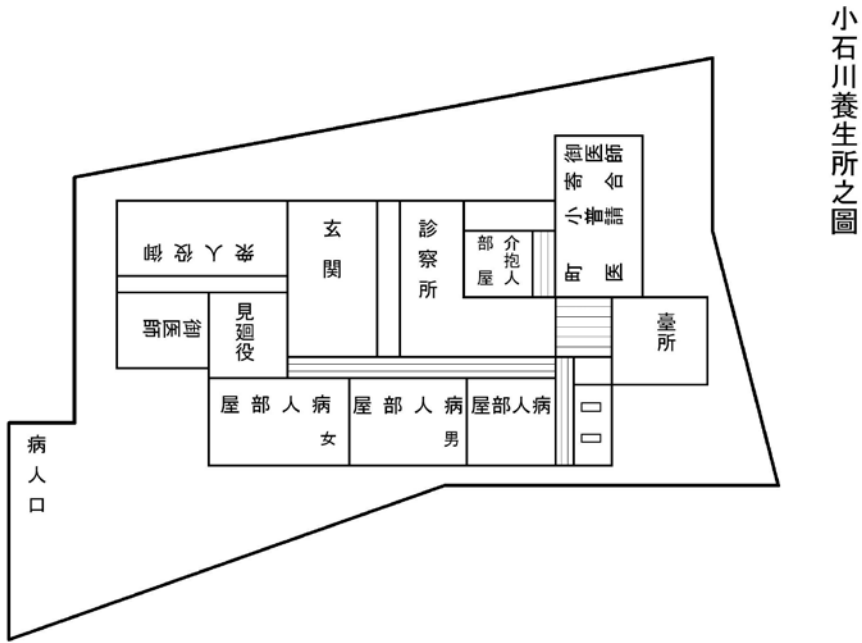 小石川養生所之圖
御医師
寄合
小普請
町医
介抱人
部屋
診察所
玄関
御役人衆
臺所
見廻役
御医師
病人部屋
病人部屋
男
病人部屋
女
病人口